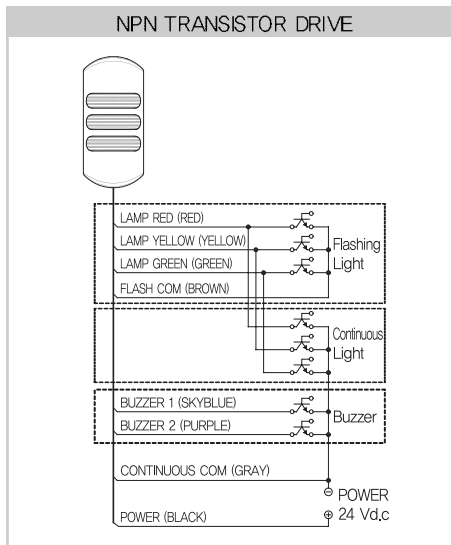 NPN TRANSISTOR DRIVE
LAMP RED (RED)
LAMP YELLOW (YELLOW)
LAMP GREEN (GREEN)
FLASH COM (BROWN)
Flashing
Light
Continuous
Light
BUZZER 1 (SKYBLUE)
BUZZER 2 (PURPLE)
Buzzer
CONTINUOUS COM (GRAY)
⊖ POWER
⊕ 24 Vd.c
POWER (BLACK)